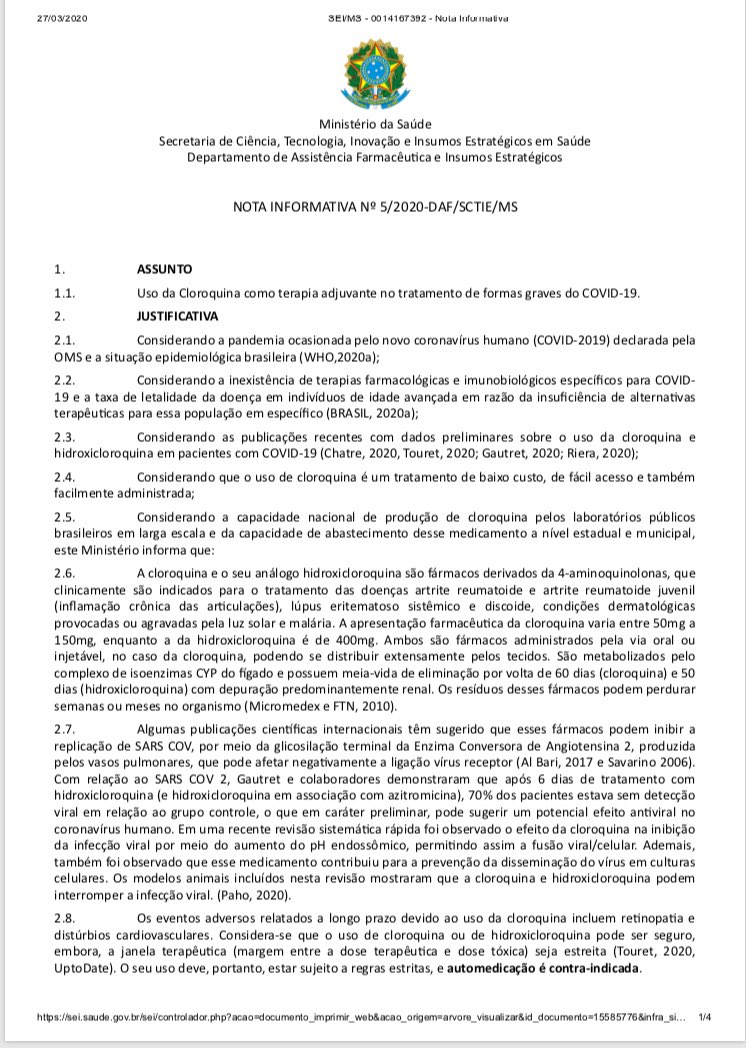 27/03/2020 SEI/MS - 0014167392 - Nota Informativa
Ministério da Saúde
Secretaria de Ciência, Tecnologia, Inovação e Insumos Estratégicos em Saúde
Departamento de Assistência Farmacêutica e Insumos Estratégicos
NOTA INFORMATIVA Nº 5/2020-DAF/SCTIE/MS
1. ASSUNTO
1.1. Uso da Cloroquina como terapia adjuvante no tratamento de formas graves do COVID-19.
2. JUSTIFICATIVA
2.1. Considerando a pandemia ocasionada pelo novo coronavírus humano (COVID-2019) declarada pela
OMS e a situação epidemiológica brasileira (WHO,2020a);
2.2. Considerando a inexistência de terapias farmacológicas e imunobiológicos específicos para COVID-
19 e a taxa de letalidade da doença em indivíduos de idade avançada em razão da insuficiência de alternativas
terapêuticas para essa população em específico (BRASIL, 2020a);
2.3. Considerando as publicações recentes com dados preliminares sobre o uso da cloroquina e
hidroxicloroquina em pacientes com COVID-19 (Chatre, 2020, Touret, 2020; Gautret, 2020; Riera, 2020);
2.4. Considerando que o uso de cloroquina é um tratamento de baixo custo, de fácil acesso e também
facilmente administrada;
2.5. Considerando a capacidade nacional de produção de cloroquina pelos laboratórios públicos
brasileiros em larga escala e da capacidade de abastecimento desse medicamento a nível estadual e municipal,
este Ministério informa que:
2.6. A cloroquina e o seu análogo hidroxicloroquinas são fármacos derivados da 4-aminoquinolonas, que
clinicamente são indicados para o tratamento das doenças artrite reumatoide e artrite reumatoide juvenil
(inflamação crônica das articulações), lúpus eritematoso sistêmico e discoide, condições dermatológicas
provocadas ou agravadas pela luz solar e malária. A apresentação farmacêutica da cloroquina varia entre 50mg a
150mg, enquanto a da hidroxicloroquina é de 400mg. Ambos são fármacos administrados pela via oral ou
injetável, no caso da cloroquina, podendo se distribuir extensamente pelos tecidos. São metabolizados pelo
complexo de isoenzimas CYP do fígado e possuem meia-vida de eliminação por volta de 60 dias (cloroquina) e 50
dias (hidroxicloroquina) com depuração predominantemente renal. Os resíduos desses fármacos podem perdurar
semanas ou meses no organismo (Micromedex e FTN, 2010).
2.7. Algumas publicações científicas internacionais têm sugerido que esses fármacos podem inibir a
replicação de SARS COV, por meio da glicosilação terminal da Enzima Conversora de Angiotensina 2, produzida
pelos vasos pulmonares, que pode afetar negativamente a ligação vírus receptor (Al Bari, 2017 e Savarino 2006).
Com relação ao SARS COV 2, Gautret e colaboradores demonstraram que após 6 dias de tratamento com
hidroxicloroquina (e hidroxicloroquina em associação com azitromicina), 70% dos pacientes estava sem detecção
viral em relação ao grupo controle, o que em caráter preliminar, pode sugerir um potencial efeito antiviral no
coronavírus humano. Em uma recente revisão sistemática rápida foi observado o efeito da cloroquina na inibição
da infecção viral por meio do aumento do pH endossômico, permitindo assim a fusão viral/celular. Ademais,
também foi observado que esse medicamento contribuiu para a prevenção da disseminação do vírus em culturas
celulares. Os modelos animais incluídos nesta revisão mostraram que a cloroquina e hidroxicloroquina podem
interromper a infecção viral. (Paho, 2020).
2.8. Os eventos adversos relatados a longo prazo devido ao uso da cloroquina incluem retinopatia e
distúrbios cardiovasculares. Considera-se que o uso de cloroquina ou de hidroxicloroquina pode ser seguro,
embora, a janela terapêutica (margem entre a dose terapêutica e dose tóxica) seja estreita (Touret, 2020,
UptoDate). O seu uso deve, portanto, estar sujeito a regras estritas, e automedicação é contra-indicada.
https://sei.saude.gov.br/sei/controlador.php?acao=documento_imprimir_web&acao_origem=arvore_visualizar&id_documento=15585776&infra_si... 1/4